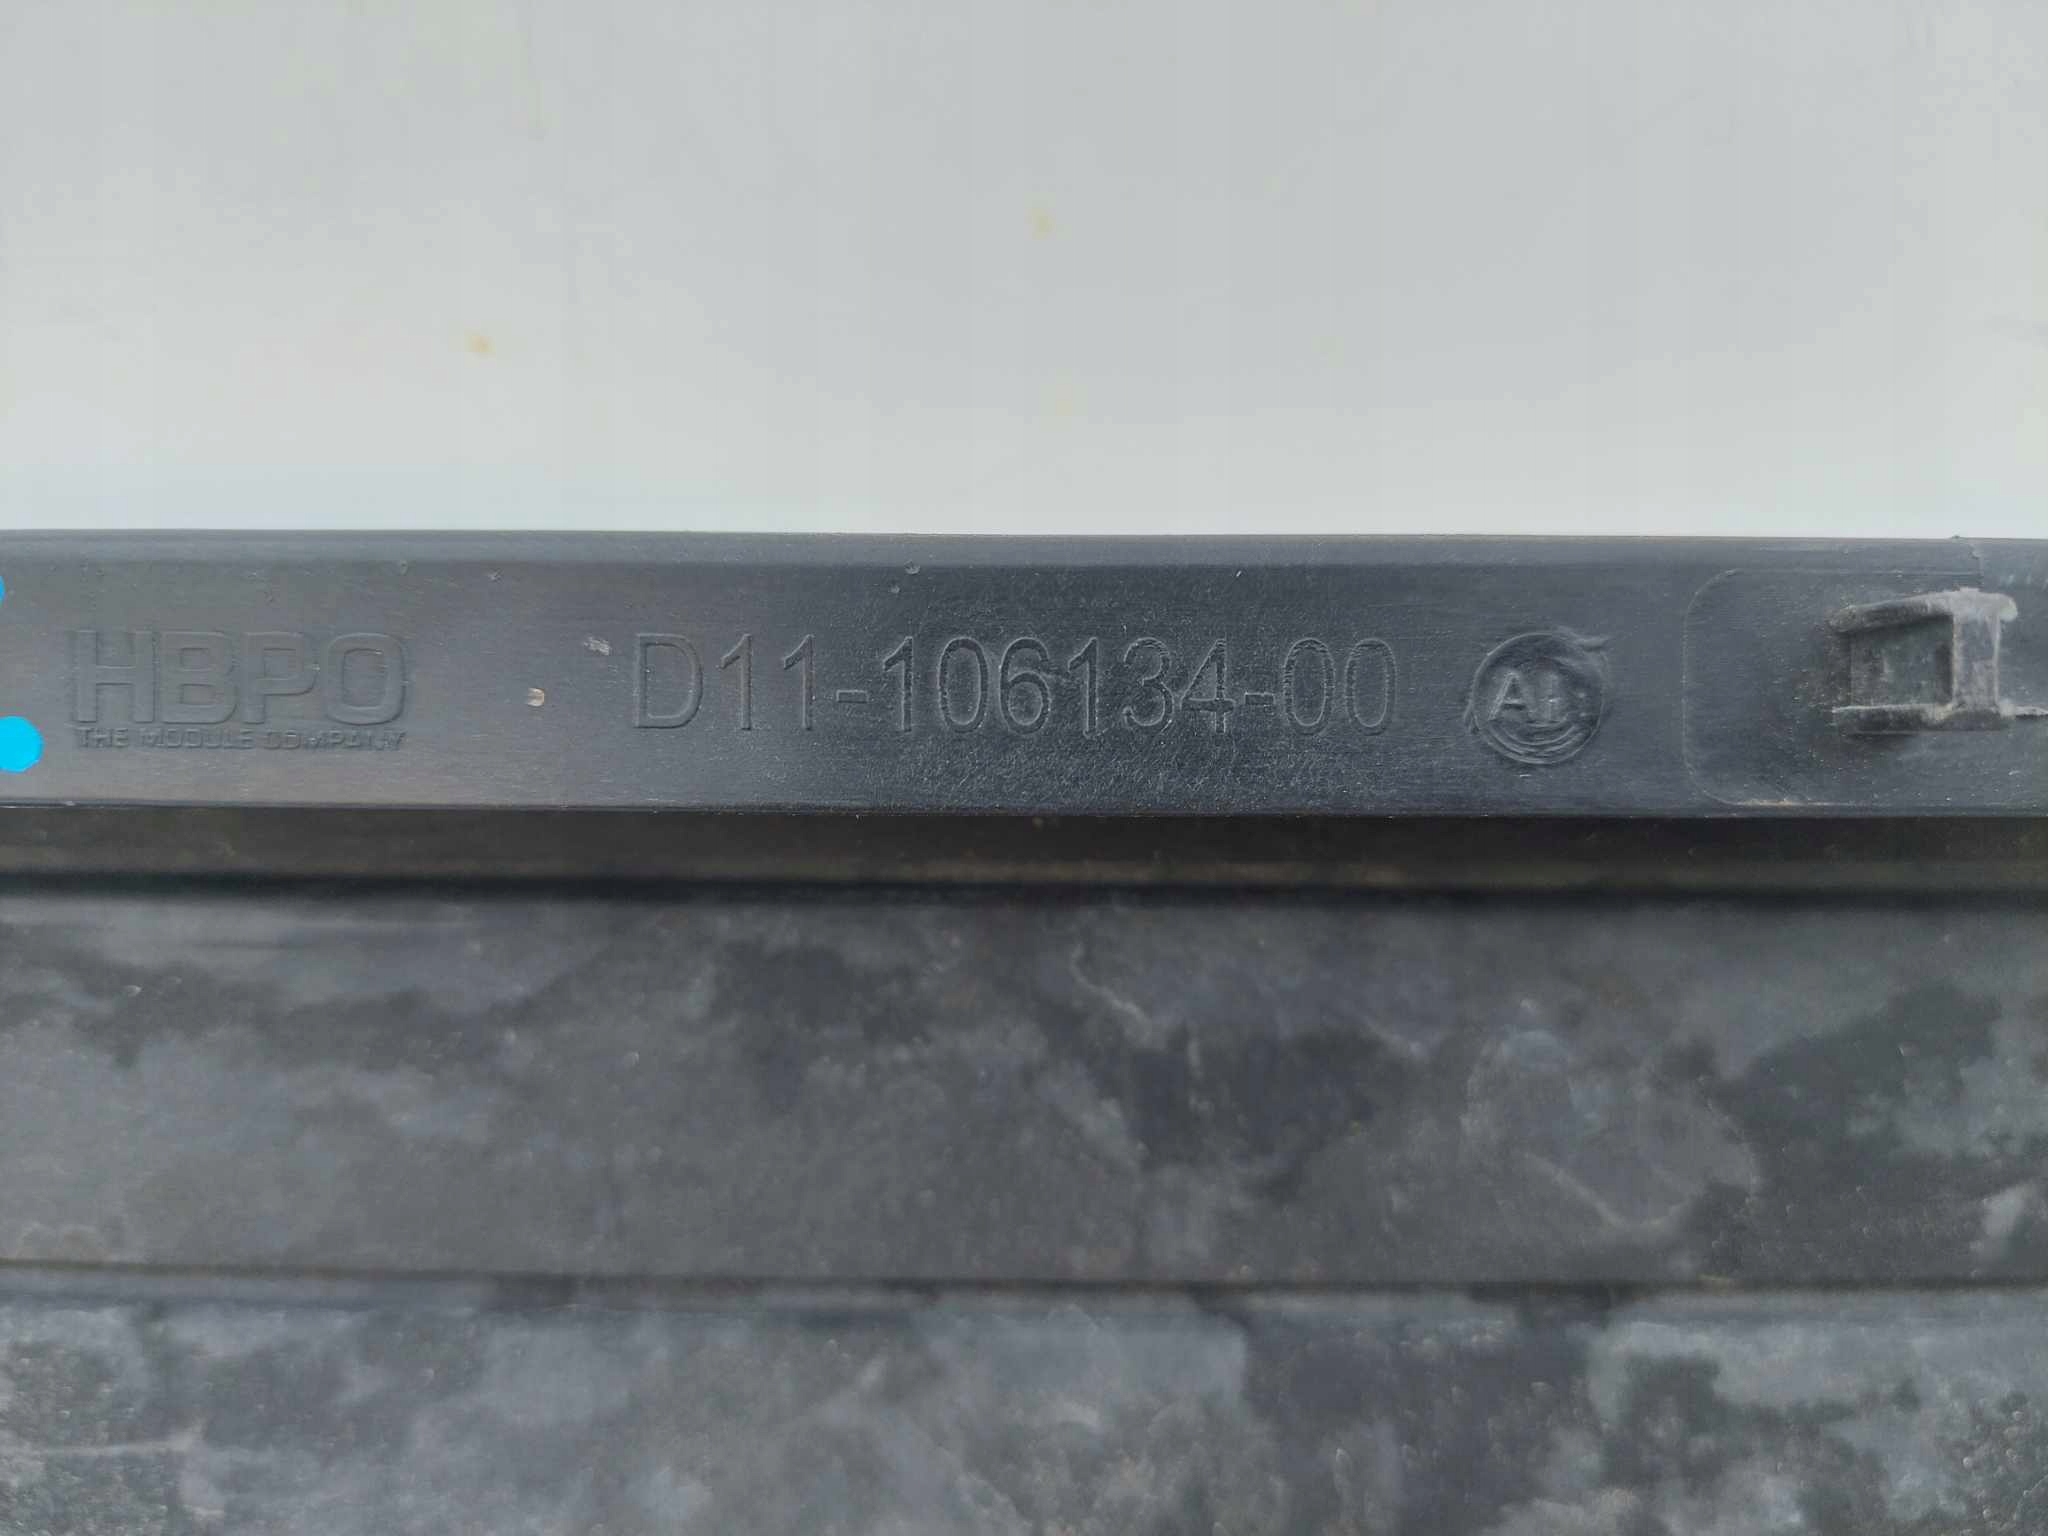 HBPO
THE MODULE COMPANY
D11-106134-00